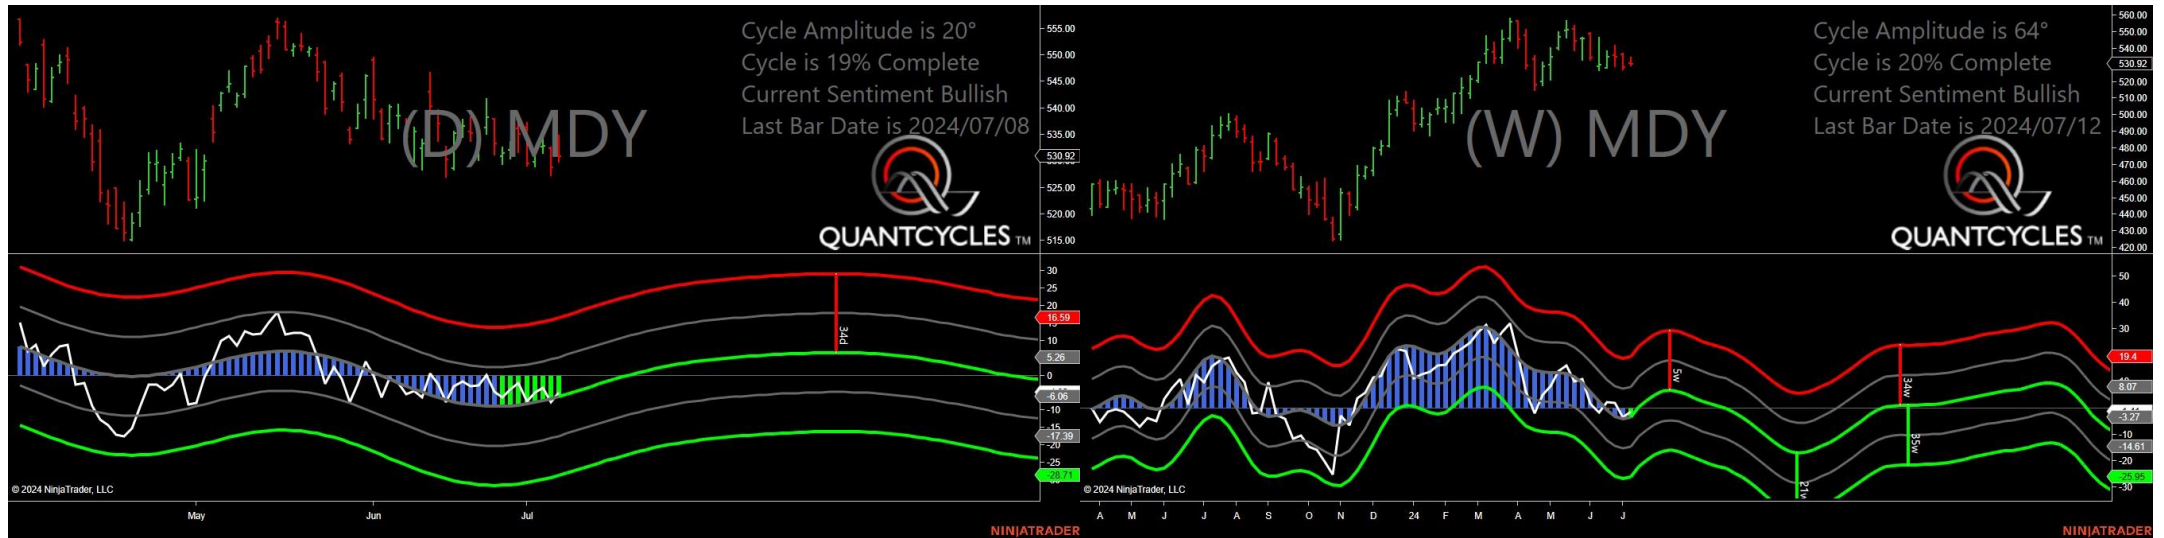 Cycle Amplitude is 20°
Cycle is 19% Complete
Current Sentiment Bullish
Last Bar Date is 2024/07/08
(D) MDY
QUANTCYCLES TM
555.00
550.00
545.00
540.00
535.00
530.92
525.00
520.00
515.00
30
25
20
16.59
10
5.26
0
-6.06
-10
-15
-17.39
-20
-25
-28.71
34d
© 2024 NinjaTrader, LLC
May Jun Jul
NINJATRADER
Cycle Amplitude is 64°
Cycle is 20% Complete
Current Sentiment Bullish
Last Bar Date is 2024/07/12
(W) MDY
QUANTCYCLES TM
560.00
550.00
540.00
530.92
520.00
510.00
500.00
490.00
480.00
470.00
460.00
450.00
440.00
430.00
420.00
50
40
30
19.4
8.07
-3.27
-10
-14.61
-20
-25.95
-30
5w
34w
35w
© 2024 NinjaTrader, LLC
A M J J A S O N D 24 F M A M J J
NINJATRADER